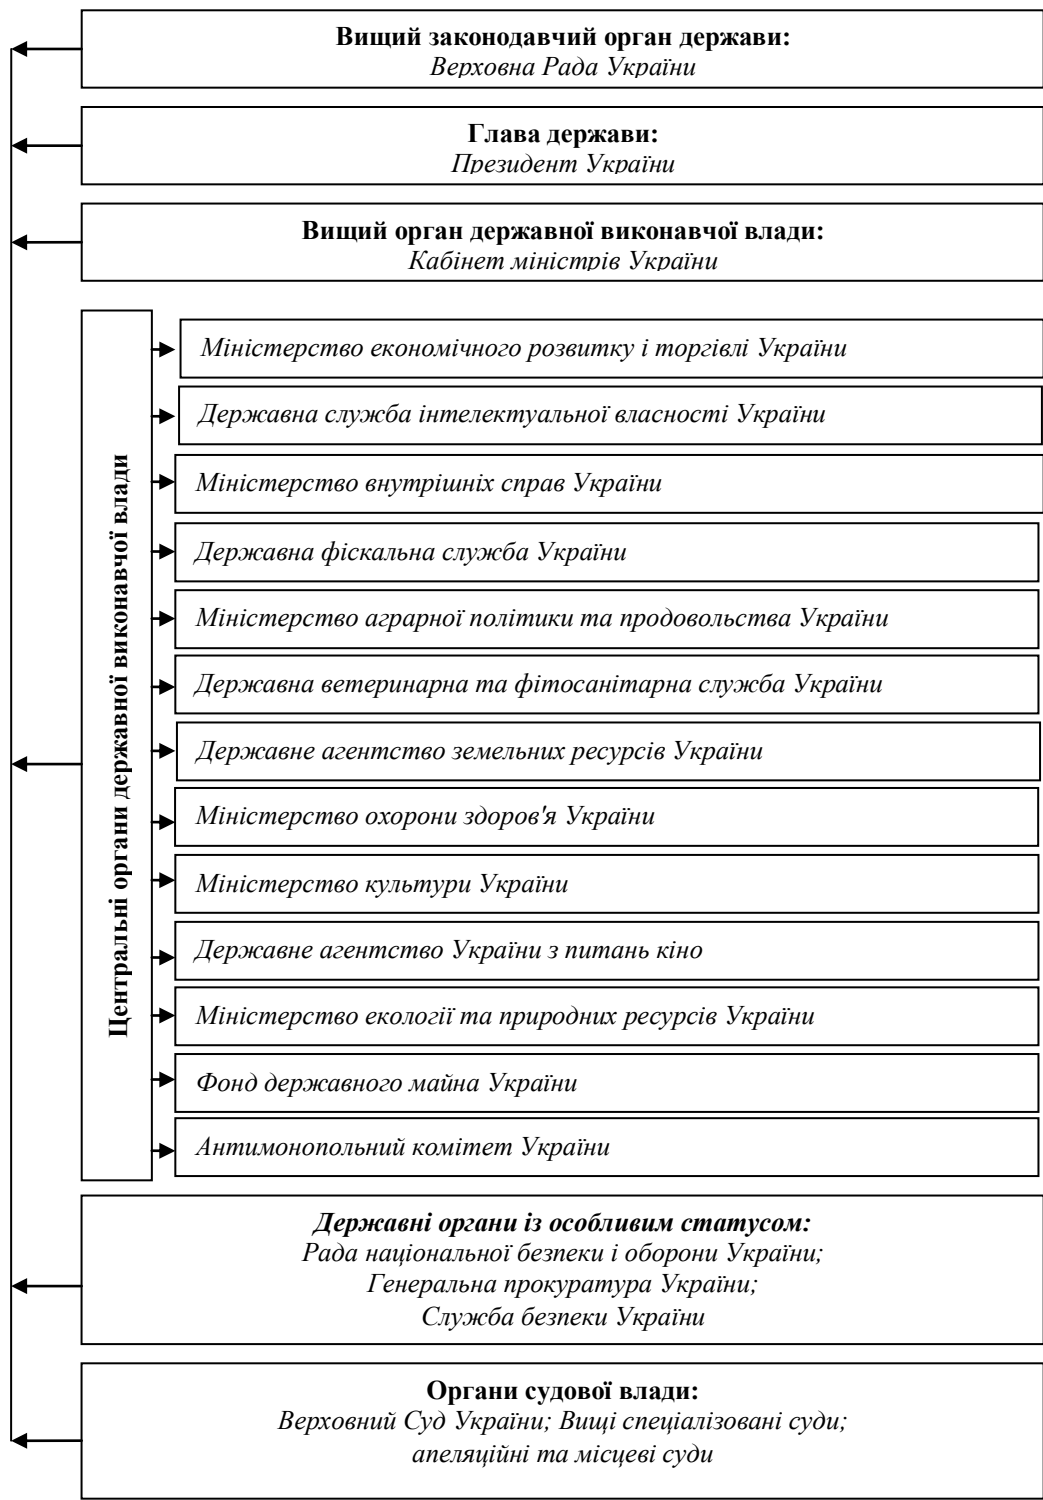 Вищий законодавчий орган держави:
Верховна Рада України
Глава держави:
Президент України
Вищий орган державної виконавчої влади:
Кабінет міністрів України
Центральні органи державної виконавчої влади
Міністерство економічного розвитку і торгівлі України
Державна служба інтелектуальної власності України
Міністерство внутрішніх справ України
Державна фіскальна служба України
Міністерство аграрної політики та продовольства України
Державна ветеринарна та фітосанітарна служба України
Державне агентство земельних ресурсів України
Міністерство охорони здоров'я України
Міністерство культури України
Державне агентство України з питань кіно
Міністерство екології та природних ресурсів України
Фонд державного майна України
Антимонопольний комітет України
Державні органи із особливим статусом:
Рада національної безпеки і оборони України;
Генеральна прокуратура України;
Служба безпеки України
Органи судової влади:
Верховний Суд України; Вищі спеціалізовані суди;
апеляційні та місцеві суди